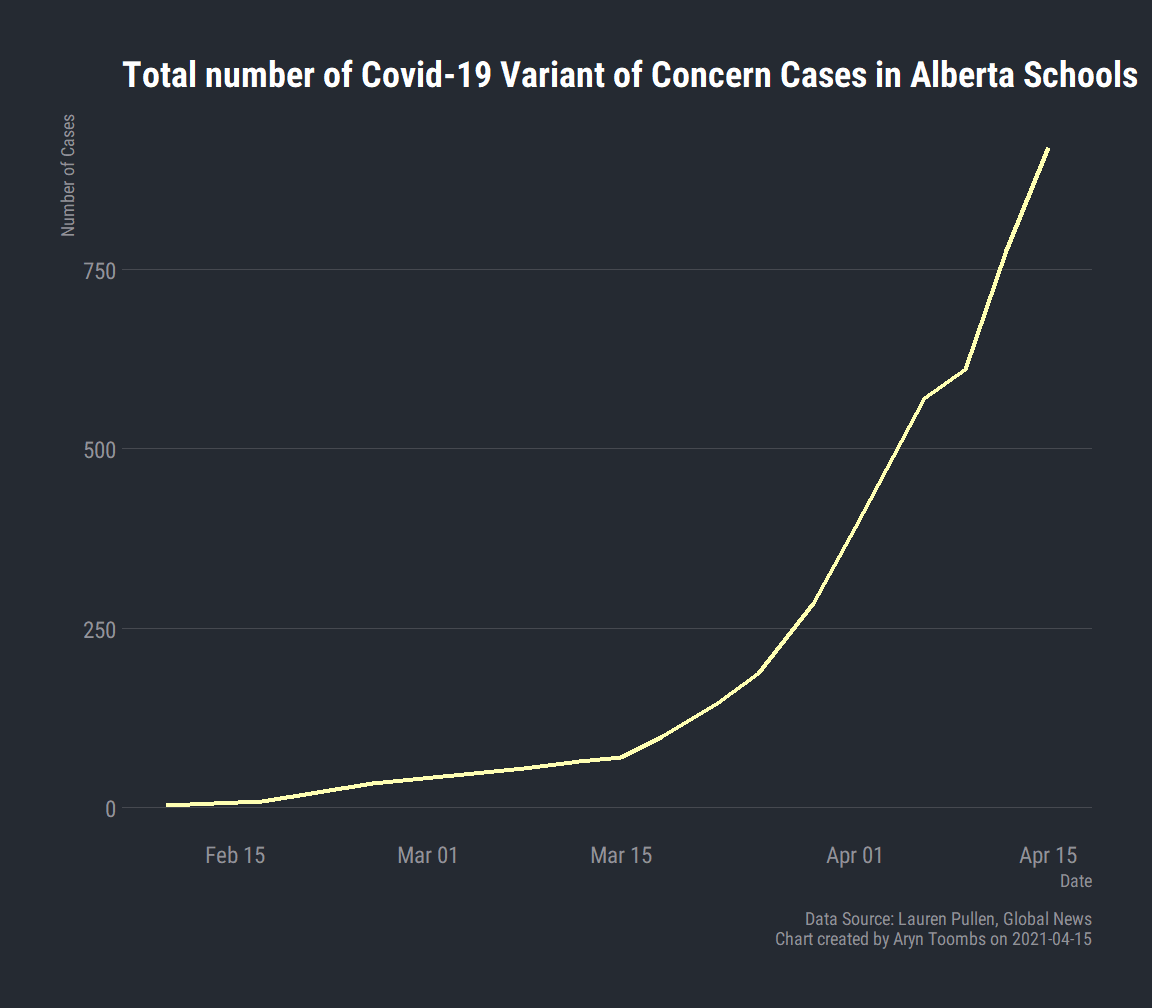 Total number of Covid-19 Variant of Concern Cases in Alberta Schools
Number of Cases
750
500
250
0
Feb 15
Mar 01
Mar 15
Apr 01
Apr 15
Date
Data Source: Lauren Pullen, Global News
Chart created by Aryn Toombs on 2021-04-15